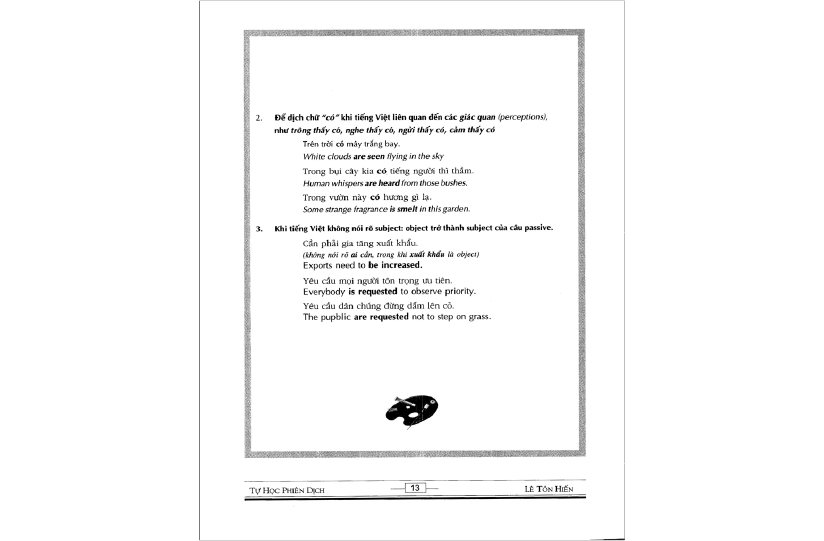 2. Để dịch chữ "có" khi tiếng Việt liên quan đến các giác quan (perceptions),
như trông thấy có, nghe thấy có, ngửi thấy có, cảm thấy có
Trên trời có mây trắng bay.
White clouds are seen flying in the sky
Trong bụi cây kia có tiếng người thì thầm.
Human whispers are heard from those bushes.
Trong vườn này có hương gì lạ.
Some strange fragrance is smelt in this garden.
3. Khi tiếng Việt không nói rõ subject: object trở thành subject của câu passive.
Cần phải gia tăng xuất khẩu.
(không nói rõ ai cần, trong khi xuất khẩu là object)
Exports need to be increased.
Yêu cầu mọi người tôn trọng ưu tiên.
Everybody is requested to observe priority.
Yêu cầu dân chúng đừng dẫm lên cỏ.
The pupblic are requested not to step on grass.
TỰ HỌC PHIÊN DỊCH 13 LÊ TÔN HIẾN